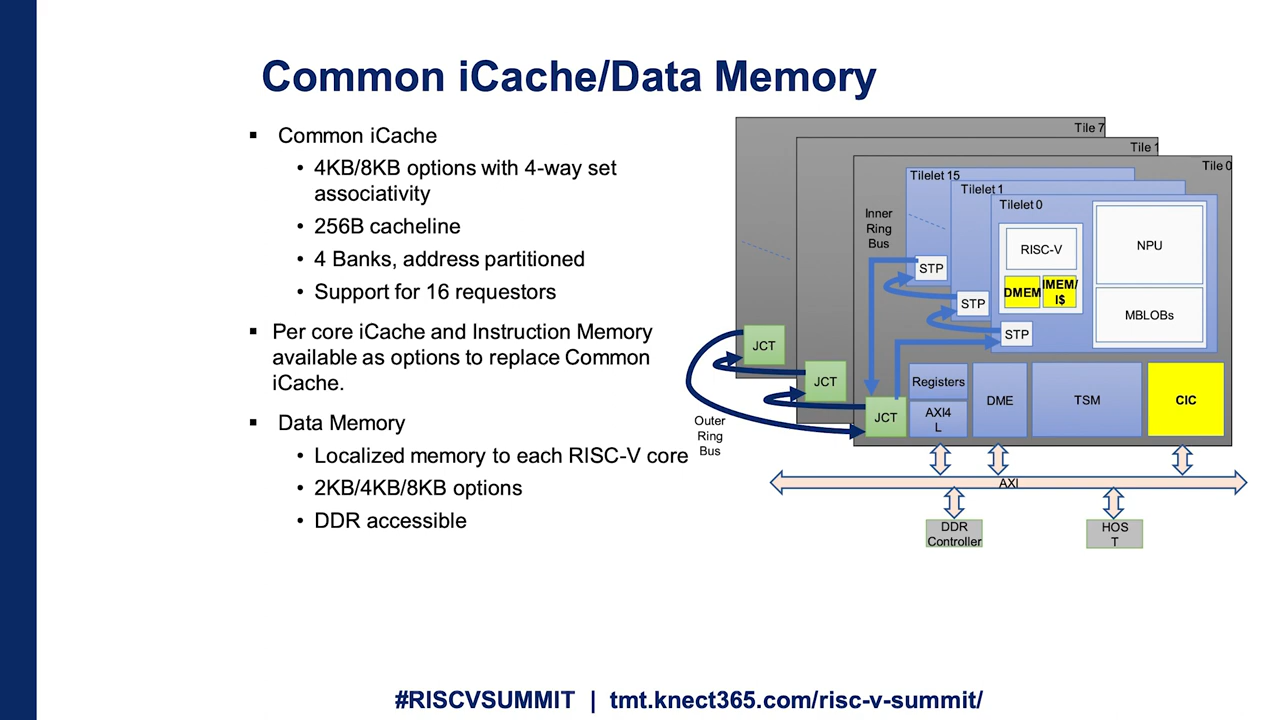 Common iCache/Data Memory
▪ Common iCache
• 4KB/8KB options with 4-way set
associativity
• 256B cacheline
• 4 Banks, address partitioned
• Support for 16 requestors
▪ Per core iCache and Instruction Memory
available as options to replace Common
iCache.
▪ Data Memory
• Localized memory to each RISC-V core
• 2KB/4KB/8KB options
• DDR accessible
Tile 7
Tile 1
Tile 0
Tilelet 15
Tilelet 1
Tilelet 0
Inner
Ring
Bus
RISC-V
NPU
DMEM
IMEM/
I$
MBLOBs
STP
STP
STP
JCT
JCT
JCT
Outer
Ring
Bus
Registers
AXI4
L
DME
TSM
CIC
AXI
DDR
Controller
HOS
T
#RISCVSUMMIT | tmt.knect365.com/risc-v-summit/